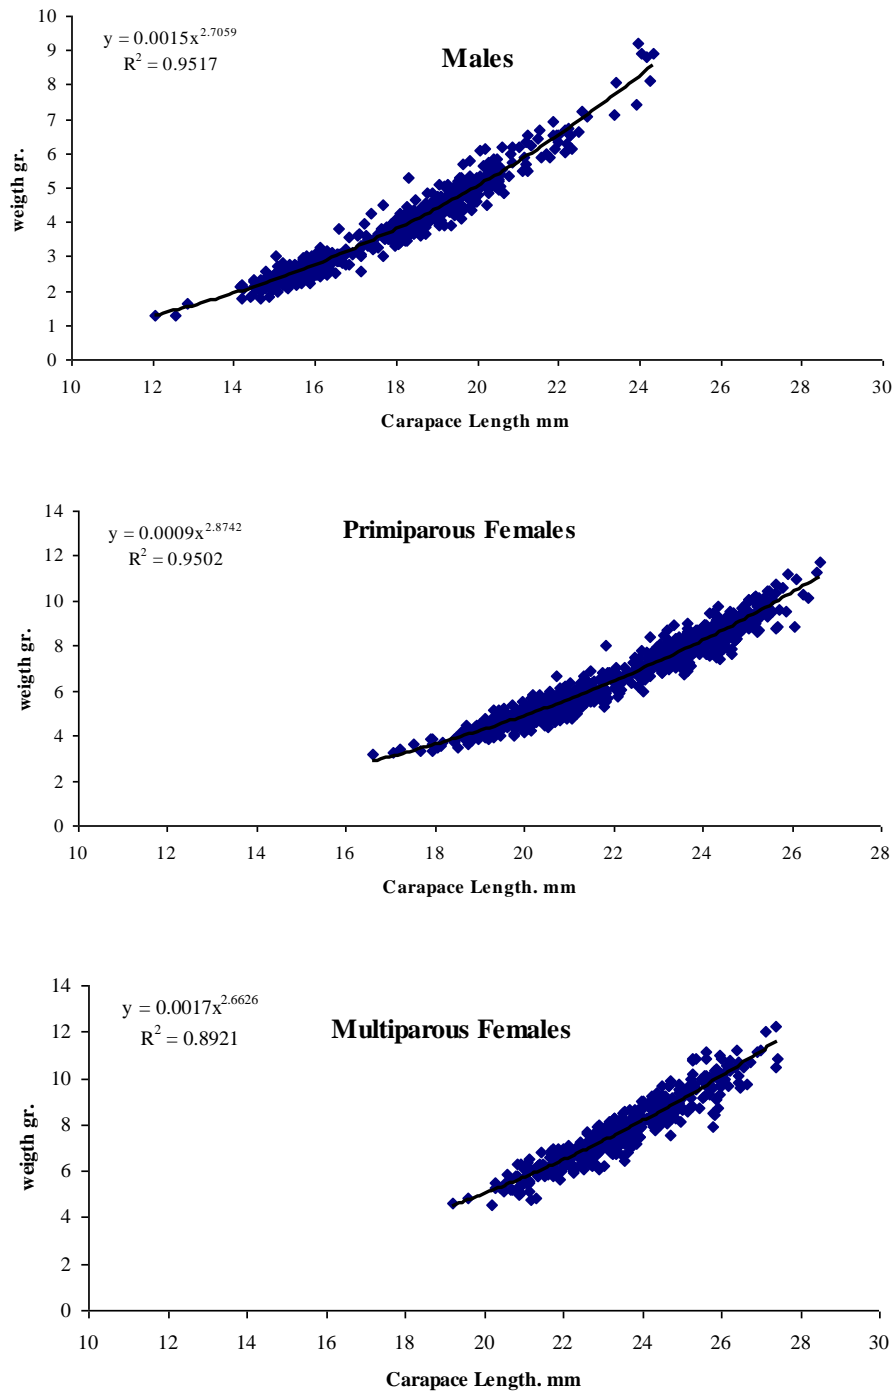 Males
y = 0.0015x^2.7059
R² = 0.9517
10
9
8
7
6
5
4
3
2
1
0
weigth gr.
10 12 14 16 18 20 22 24 26 28 30
Carapace Length mm
Primiparous Females
y = 0.0009x^2.8742
R² = 0.9502
14
12
10
8
6
4
2
0
weigth gr.
10 12 14 16 18 20 22 24 26 28
Carapace Length. mm
Multiparous Females
y = 0.0017x^2.6626
R² = 0.8921
14
12
10
8
6
4
2
0
weigth gr.
10 12 14 16 18 20 22 24 26 28 30
Carapace Length. mm